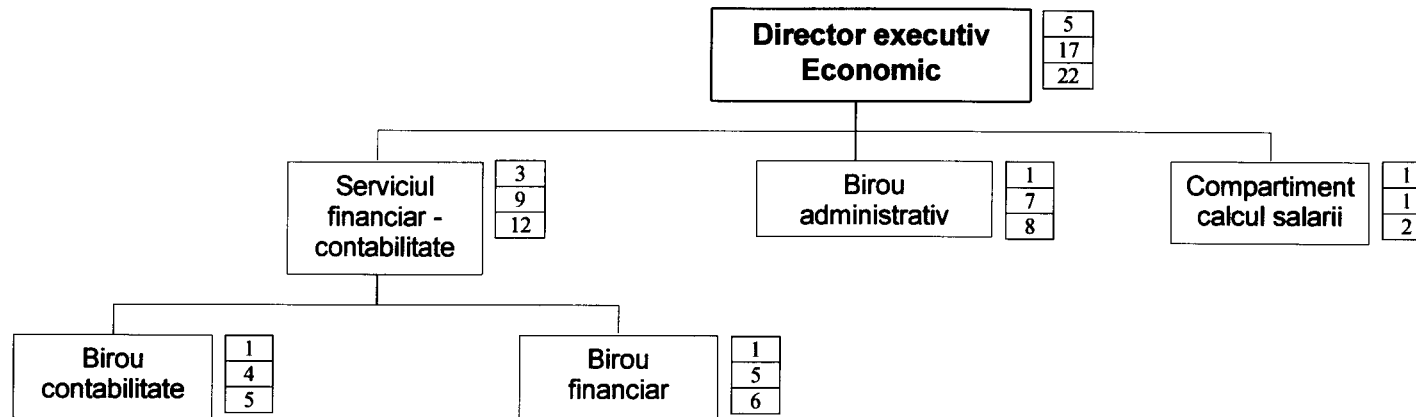 Director executiv
Economic
5
17
22
Serviciul
financiar -
contabilitate
3
9
12
Birou
administrativ
1
7
8
Compartiment
calcul salarii
1
1
2
Birou
contabilitate
1
4
5
Birou
financiar
1
5
6